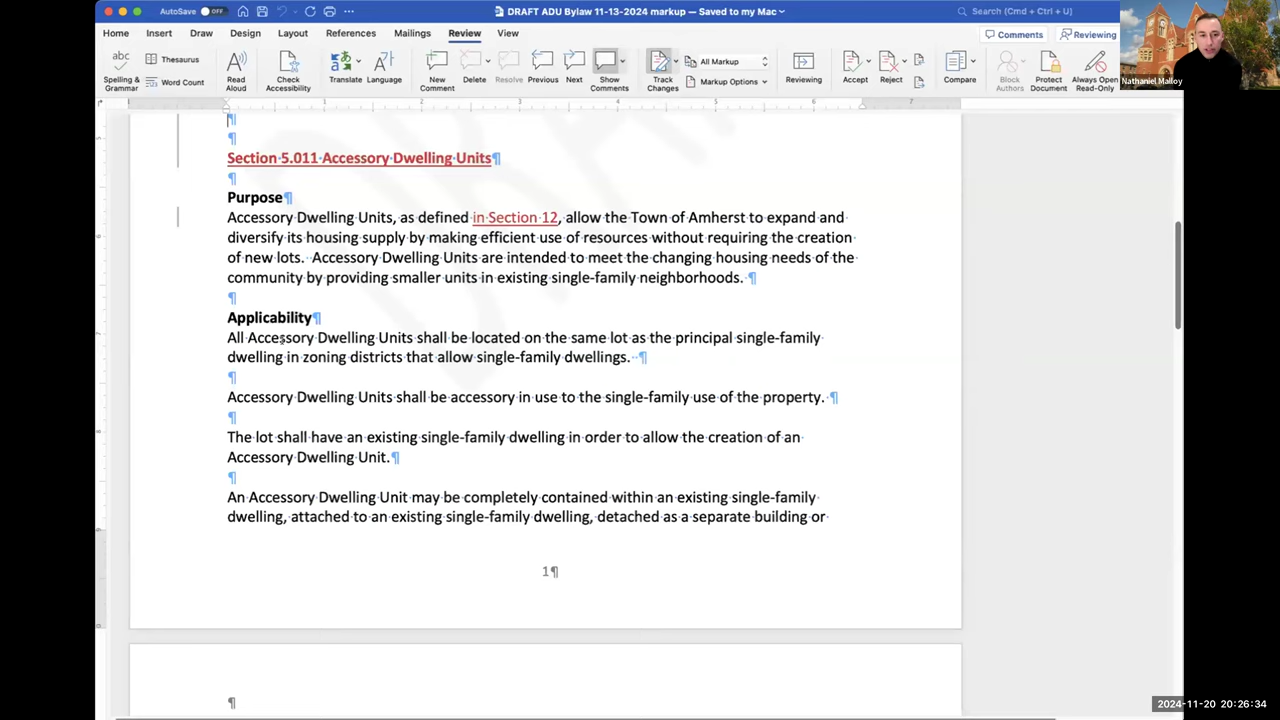 AutoSave OFF
DRAFT ADU Bylaw 11-13-2024 markup — Saved to my Mac
Search (Cmd + Ctrl + U)
Home Insert Draw Design Layout References Mailings Review View
Comments Reviewing
abc Spelling & Grammar
Thesaurus
Word Count
Read Aloud
Check Accessibility
Translate
Language
New Comment
Delete
Resolve
Previous
Next
Show Comments
Track Changes
All Markup
Markup Options
Reviewing
Accept
Reject
Compare
Block Authors
Protect Document
Always Open Read-Only
Nathaniel Malloy
2 3 4 5 6 7
Section 5.011 Accessory Dwelling Units¶
Purpose¶
Accessory Dwelling Units, as defined in Section 12, allow the Town of Amherst to expand and
diversify its housing supply by making efficient use of resources without requiring the creation
of new lots. Accessory Dwelling Units are intended to meet the changing housing needs of the
community by providing smaller units in existing single-family neighborhoods. ¶
Applicability¶
All Accessory Dwelling Units shall be located on the same lot as the principal single-family
dwelling in zoning districts that allow single-family dwellings. ¶
Accessory Dwelling Units shall be accessory in use to the single-family use of the property. ¶
The lot shall have an existing single-family dwelling in order to allow the creation of an
Accessory Dwelling Unit.¶
An Accessory Dwelling Unit may be completely contained within an existing single-family
dwelling, attached to an existing single-family dwelling, detached as a separate building or
1¶
2024-11-20 20:26:34